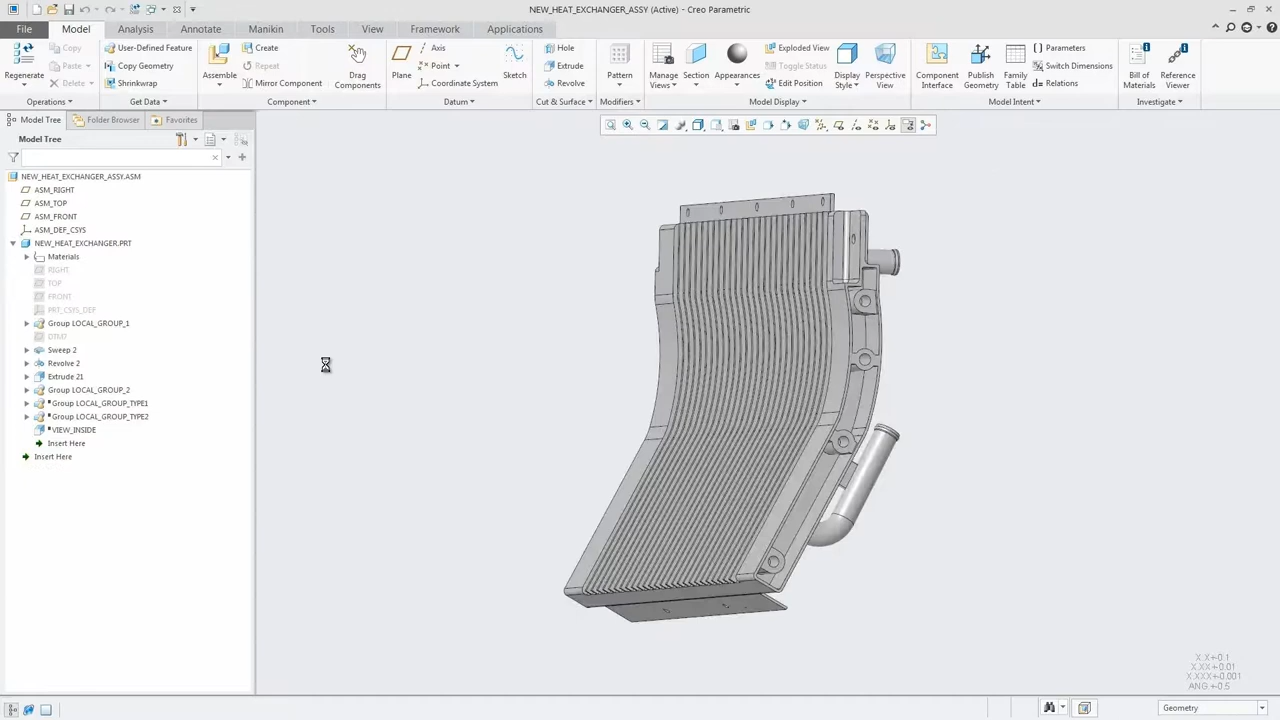 NEW_HEAT_EXCHANGER_ASSY (Active) - Creo Parametric
File Model Analysis Annotate Manikin Tools View Framework Applications
Regenerate
Copy
Paste
Delete
Operations
User-Defined Feature
Copy Geometry
Shrinkwrap
Get Data
Assemble
Create
Repeat
Mirror Components
Drag Components
Component
Plane
Axis
Point
Coordinate System
Sketch
Datum
Hole
Extrude
Revolve
Cut & Surface
Pattern
Modifiers
Manage Views
Section
Appearances
Exploded View
Toggle Status
Edit Position
Display Style
Perspective View
Model Display
Component Interface
Publish Geometry
Family Table
Parameters
Switch Dimensions
Relations
Model Intent
Bill of Materials
Reference Viewer
Investigate
Model Tree Folder Browser Favorites
Model Tree
NEW_HEAT_EXCHANGER_ASSY.ASM
ASM_RIGHT
ASM_TOP
ASM_FRONT
ASM_DEF_CSYS
NEW_HEAT_EXCHANGER.PRT
Materials
RIGHT
TOP
FRONT
PRT_CSYS_DEF
Group LOCAL_GROUP_1
DTM7
Sweep 2
Revolve 2
Extrude 21
Group LOCAL_GROUP_2
Group LOCAL_GROUP_TYPE1
Group LOCAL_GROUP_TYPE2
VIEW_INSIDE
Insert Here
Insert Here
X.X+-0.1
X.XX+-0.01
X.XXX+-0.001
ANG.+-0.5
Geometry